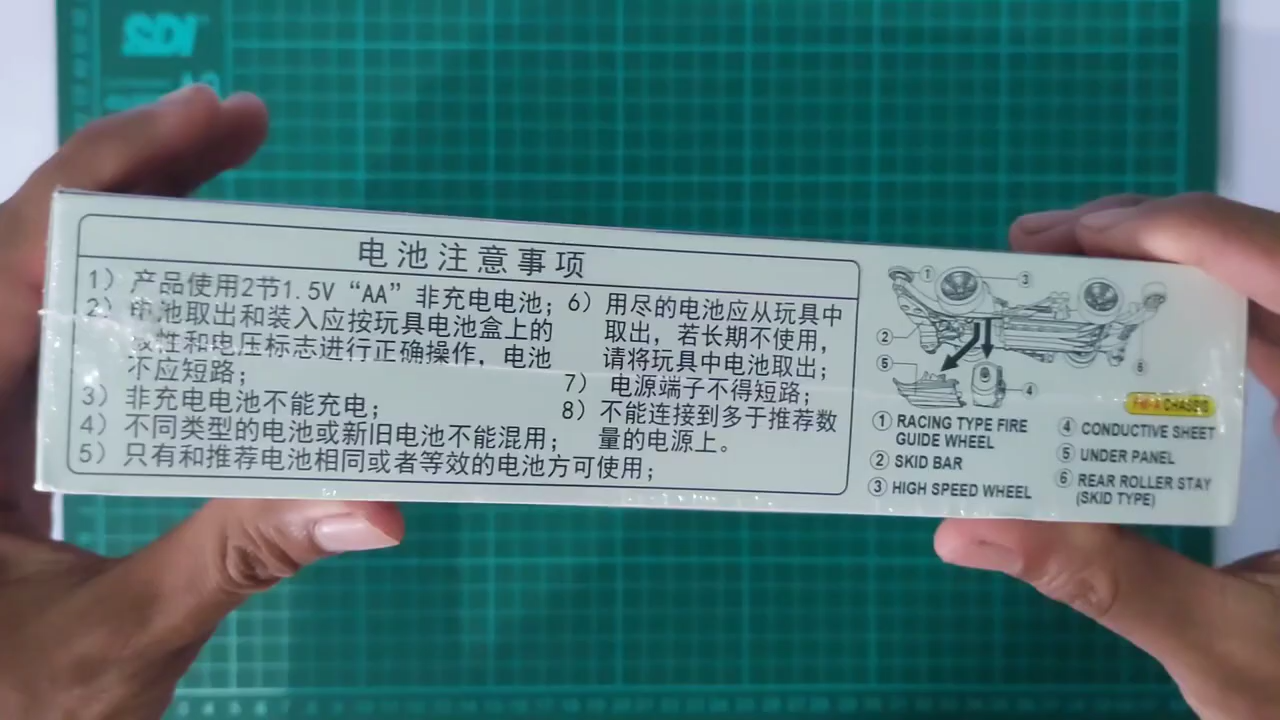 SDI
电池注意事项
1) 产品使用2节1.5V“AA”非充电电池;
2) 电池取出和装入应按玩具电池盒上的
极性和电压标志进行正确操作，电池
不应短路;
3) 非充电电池不能充电;
4) 不同类型的电池或新旧电池不能混用;
5) 只有和推荐电池相同或者等效的电池方可使用;
6) 用尽的电池应从玩具中
取出，若长期不使用，
请将玩具中电池取出;
7) 电源端子不得短路;
8) 不能连接到多于推荐数
量的电源上。
① ③
②
⑤
④
⑥
CHASSIS
① RACING TYPE FIRE
GUIDE WHEEL
② SKID BAR
③ HIGH SPEED WHEEL
④ CONDUCTIVE SHEET
⑤ UNDER PANEL
⑥ REAR ROLLER STAY
(SKID TYPE)